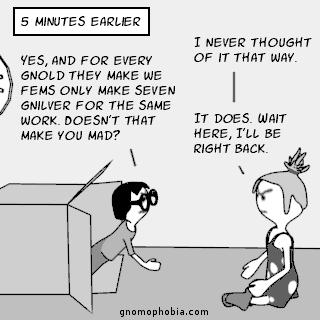 5 MINUTES EARLIER
YES, AND FOR EVERY
GNOLD THEY MAKE WE
FEMS ONLY MAKE SEVEN
GNILVER FOR THE SAME
WORK. DOESN'T THAT
MAKE YOU MAD?
I NEVER THOUGHT
OF IT THAT WAY.
IT DOES. WAIT
HERE, I'LL BE
RIGHT BACK.
gnomophobia.com